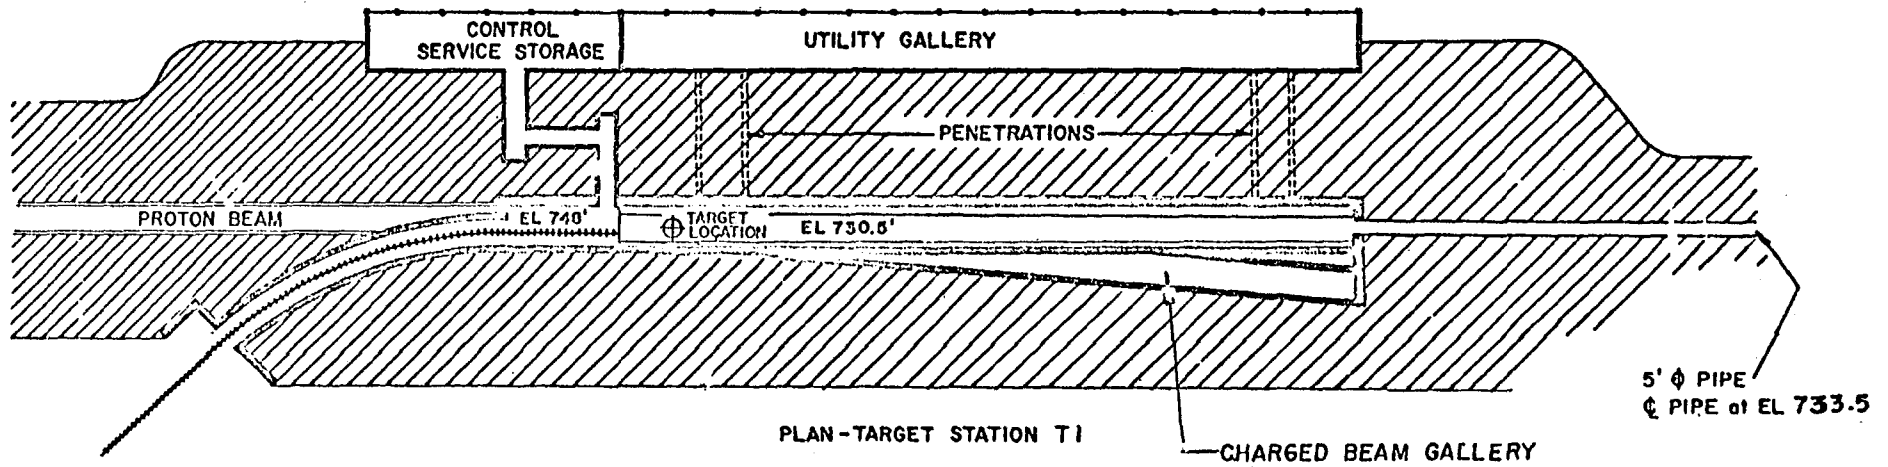 CONTROL
SERVICE STORAGE
UTILITY GALLERY
PENETRATIONS
PROTON BEAM
EL 740'
TARGET
LOCATION
EL 730.5'
5' ϕ PIPE
℄ PIPE at EL 733.5
PLAN-TARGET STATION T1
CHARGED BEAM GALLERY